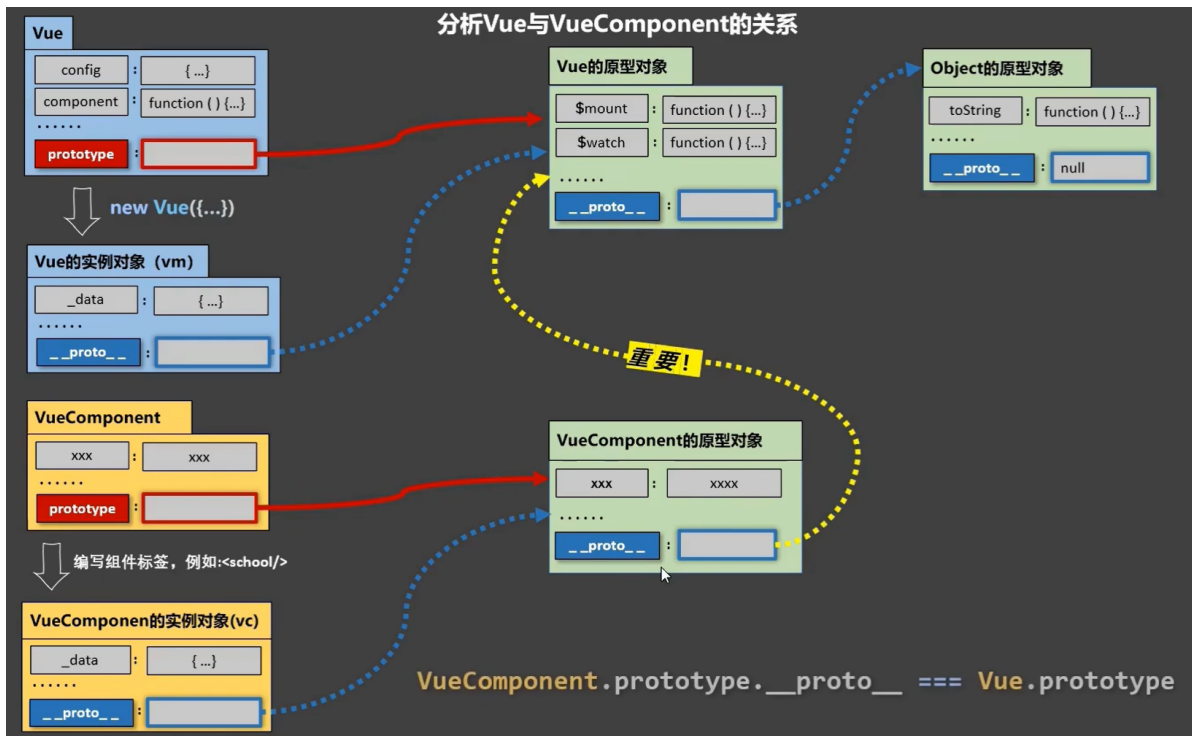 分析Vue与VueComponent的关系
Vue
config : {...}
component : function ( ) {...}
......
prototype :
new Vue({...})
Vue的实例对象（vm）
_data : {...}
......
__proto__ :
VueComponent
xxx : xxx
......
prototype :
编写组件标签，例如:<school/>
VueComponen的实例对象(vc)
_data : {...}
......
__proto__ :
Vue的原型对象
$mount : function ( ) {...}
$watch : function ( ) {...}
......
__proto__ :
Object的原型对象
toString : function ( ) {...}
......
__proto__ : null
重要！
VueComponent的原型对象
xxx : xxxx
......
__proto__ :
VueComponent.prototype.__proto__ === Vue.prototype